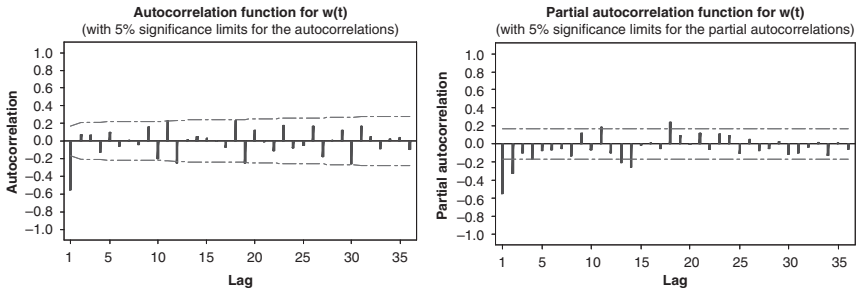 Autocorrelation function for w(t)
(with 5% significance limits for the autocorrelations)
Autocorrelation
1.0
0.8
0.6
0.4
0.2
0.0
−0.2
−0.4
−0.6
−0.8
−1.0
1 5 10 15 20 25 30 35
Lag
Partial autocorrelation function for w(t)
(with 5% significance limits for the partial autocorrelations)
Partial autocorrelation
1.0
0.8
0.6
0.4
0.2
0.0
−0.2
−0.4
−0.6
−0.8
−1.0
1 5 10 15 20 25 30 35
Lag